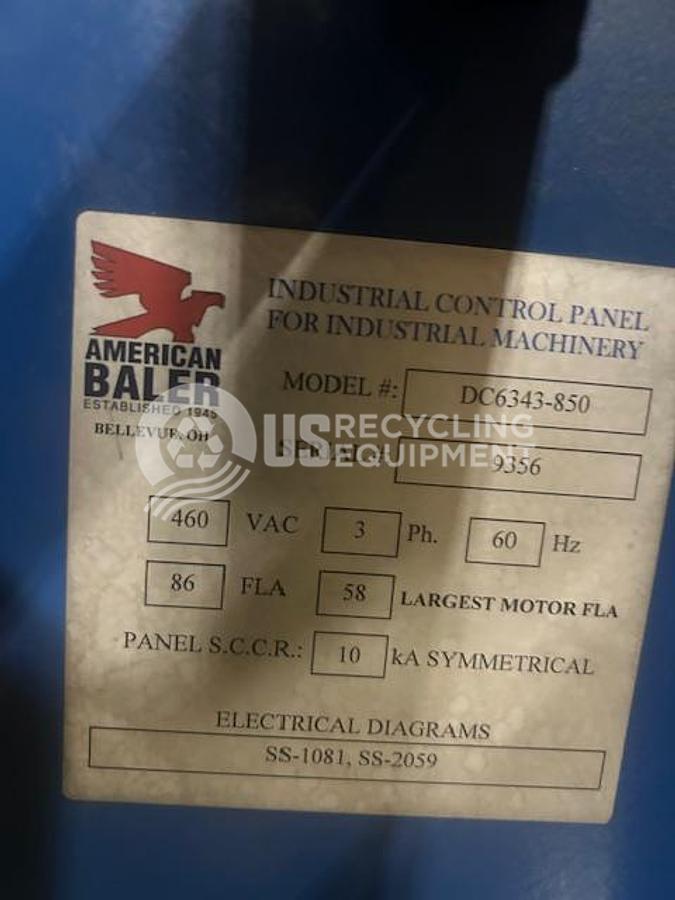 INDUSTRIAL CONTROL PANEL
FOR INDUSTRIAL MACHINERY
AMERICAN
BALER
ESTABLISHED 1945
BELLEVUE, OH
MODEL #: DC6343-850
SERIAL # 9356
US RECYCLING
EQUIPMENT
460 VAC 3 Ph. 60 Hz
86 FLA 58 LARGEST MOTOR FLA
PANEL S.C.C.R.: 10 kA SYMMETRICAL
ELECTRICAL DIAGRAMS
SS-1081, SS-2059